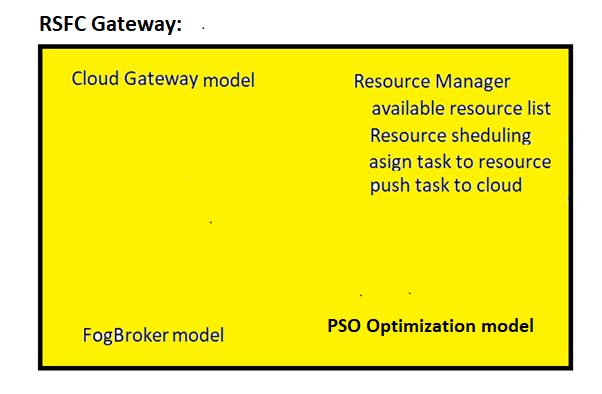 RSFC Gateway:
Cloud Gateway model
Resource Manager
available resource list
Resource sheduling
asign task to resource
push task to cloud
FogBroker model
PSO Optimization model